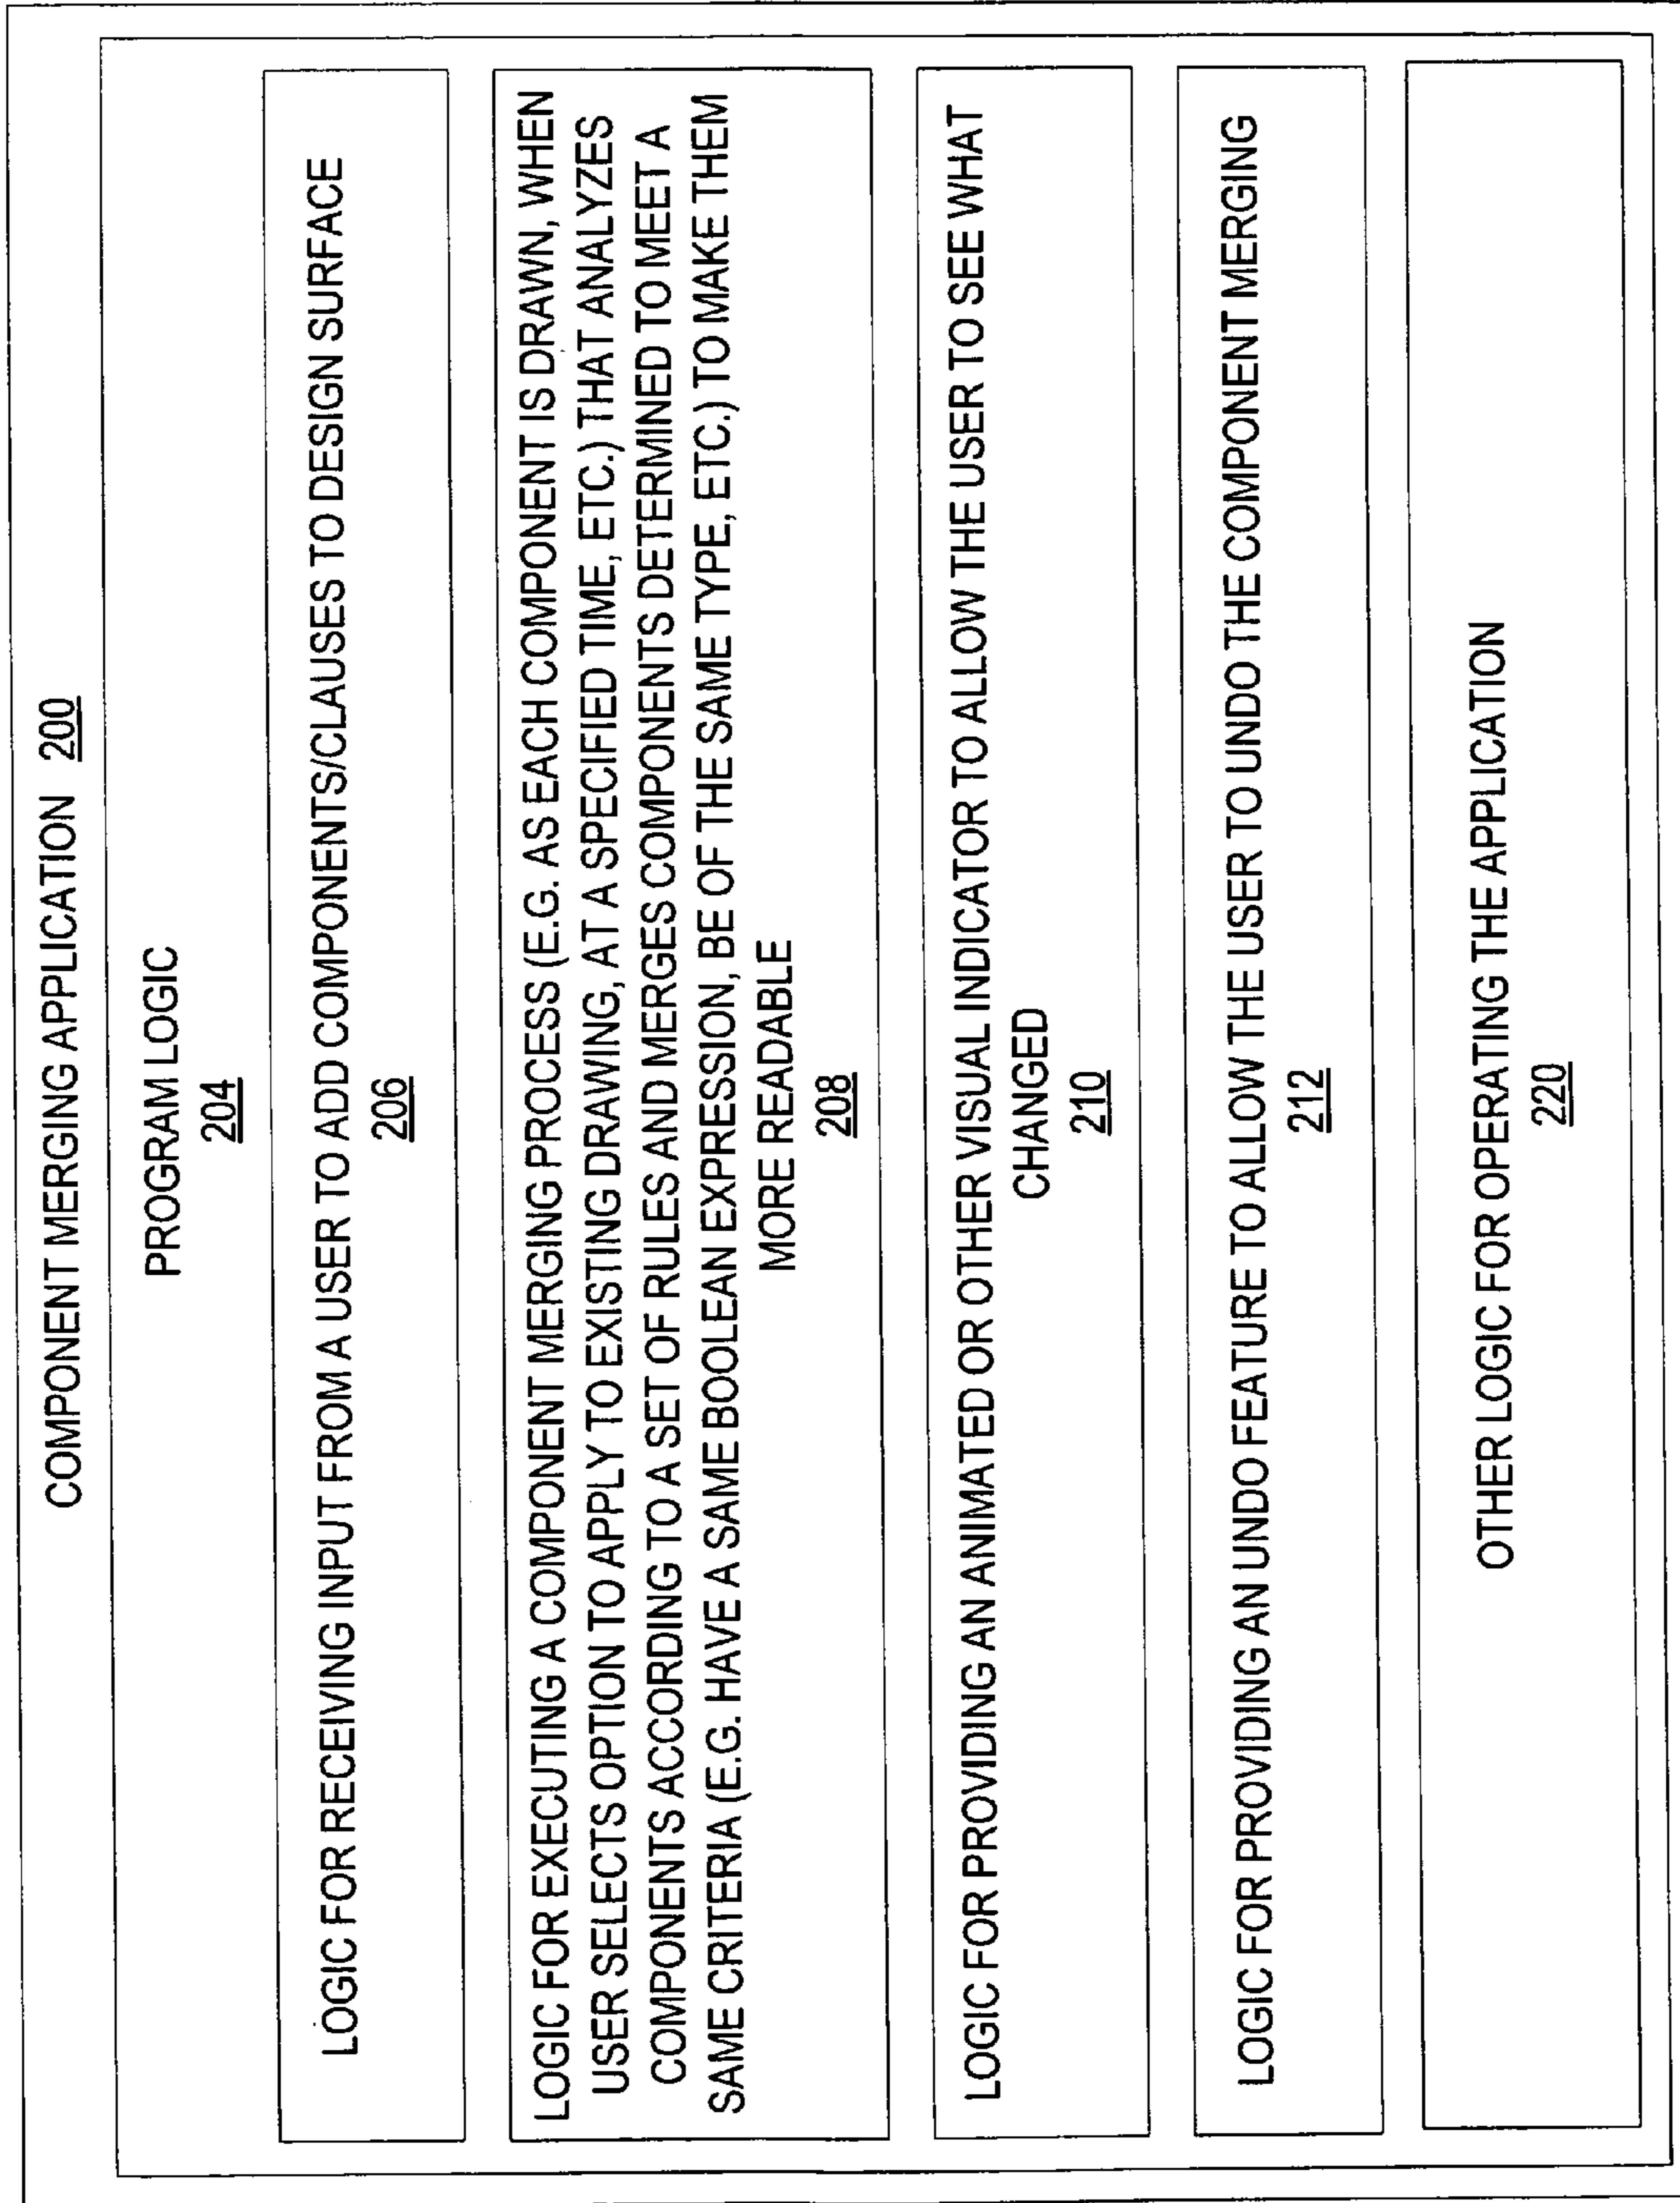 COMPONENT MERGING APPLICATION 200
PROGRAM LOGIC
204
LOGIC FOR RECEIVING INPUT FROM A USER TO ADD COMPONENTS/CLAUSES TO DESIGN SURFACE
206
LOGIC FOR EXECUTING A COMPONENT MERGING PROCESS (E.G. AS EACH COMPONENT IS DRAWN, WHEN
USER SELECTS OPTION TO APPLY TO EXISTING DRAWING, AT A SPECIFIED TIME, ETC.) THAT ANALYZES
COMPONENTS ACCORDING TO A SET OF RULES AND MERGES COMPONENTS DETERMINED TO MEET A
SAME CRITERIA (E.G. HAVE A SAME BOOLEAN EXPRESSION, BE OF THE SAME TYPE, ETC.) TO MAKE THEM
MORE READABLE
208
LOGIC FOR PROVIDING AN ANIMATED OR OTHER VISUAL INDICATOR TO ALLOW THE USER TO SEE WHAT
CHANGED
210
LOGIC FOR PROVIDING AN UNDO FEATURE TO ALLOW THE USER TO UNDO THE COMPONENT MERGING
212
OTHER LOGIC FOR OPERATING THE APPLICATION
220